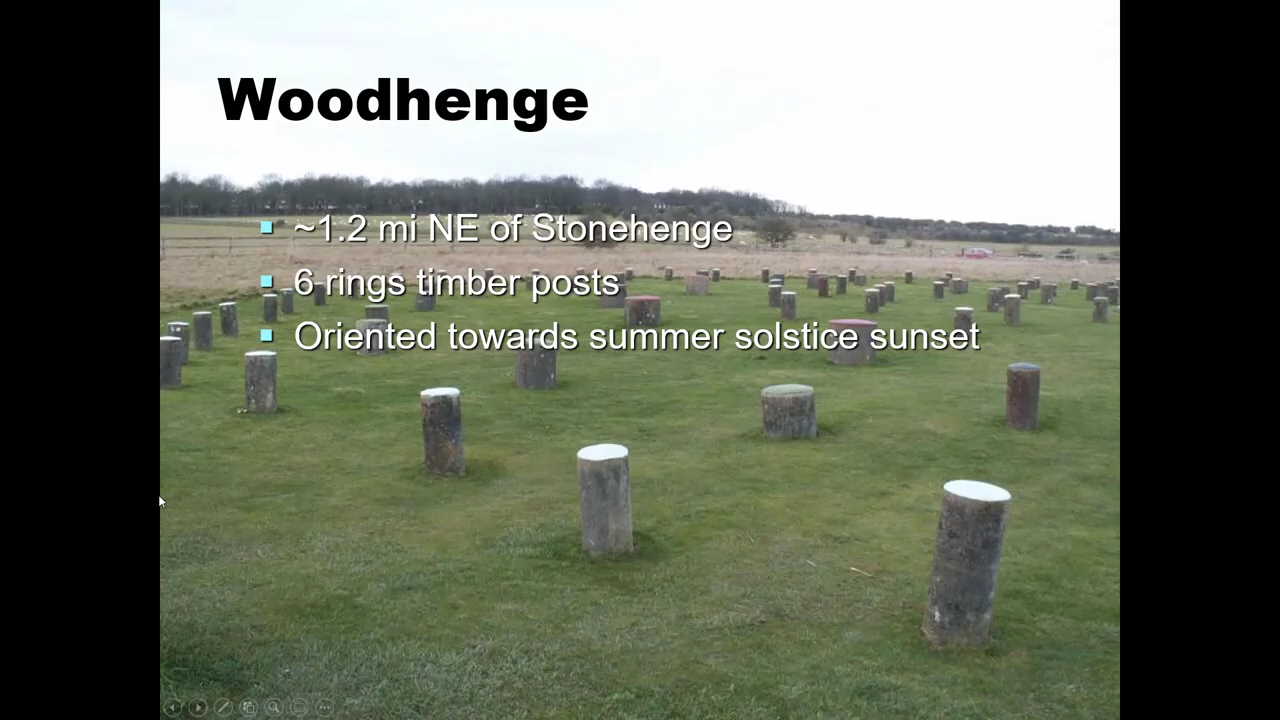 Woodhenge
~1.2 mi NE of Stonehenge
6 rings timber posts
Oriented towards summer solstice sunset